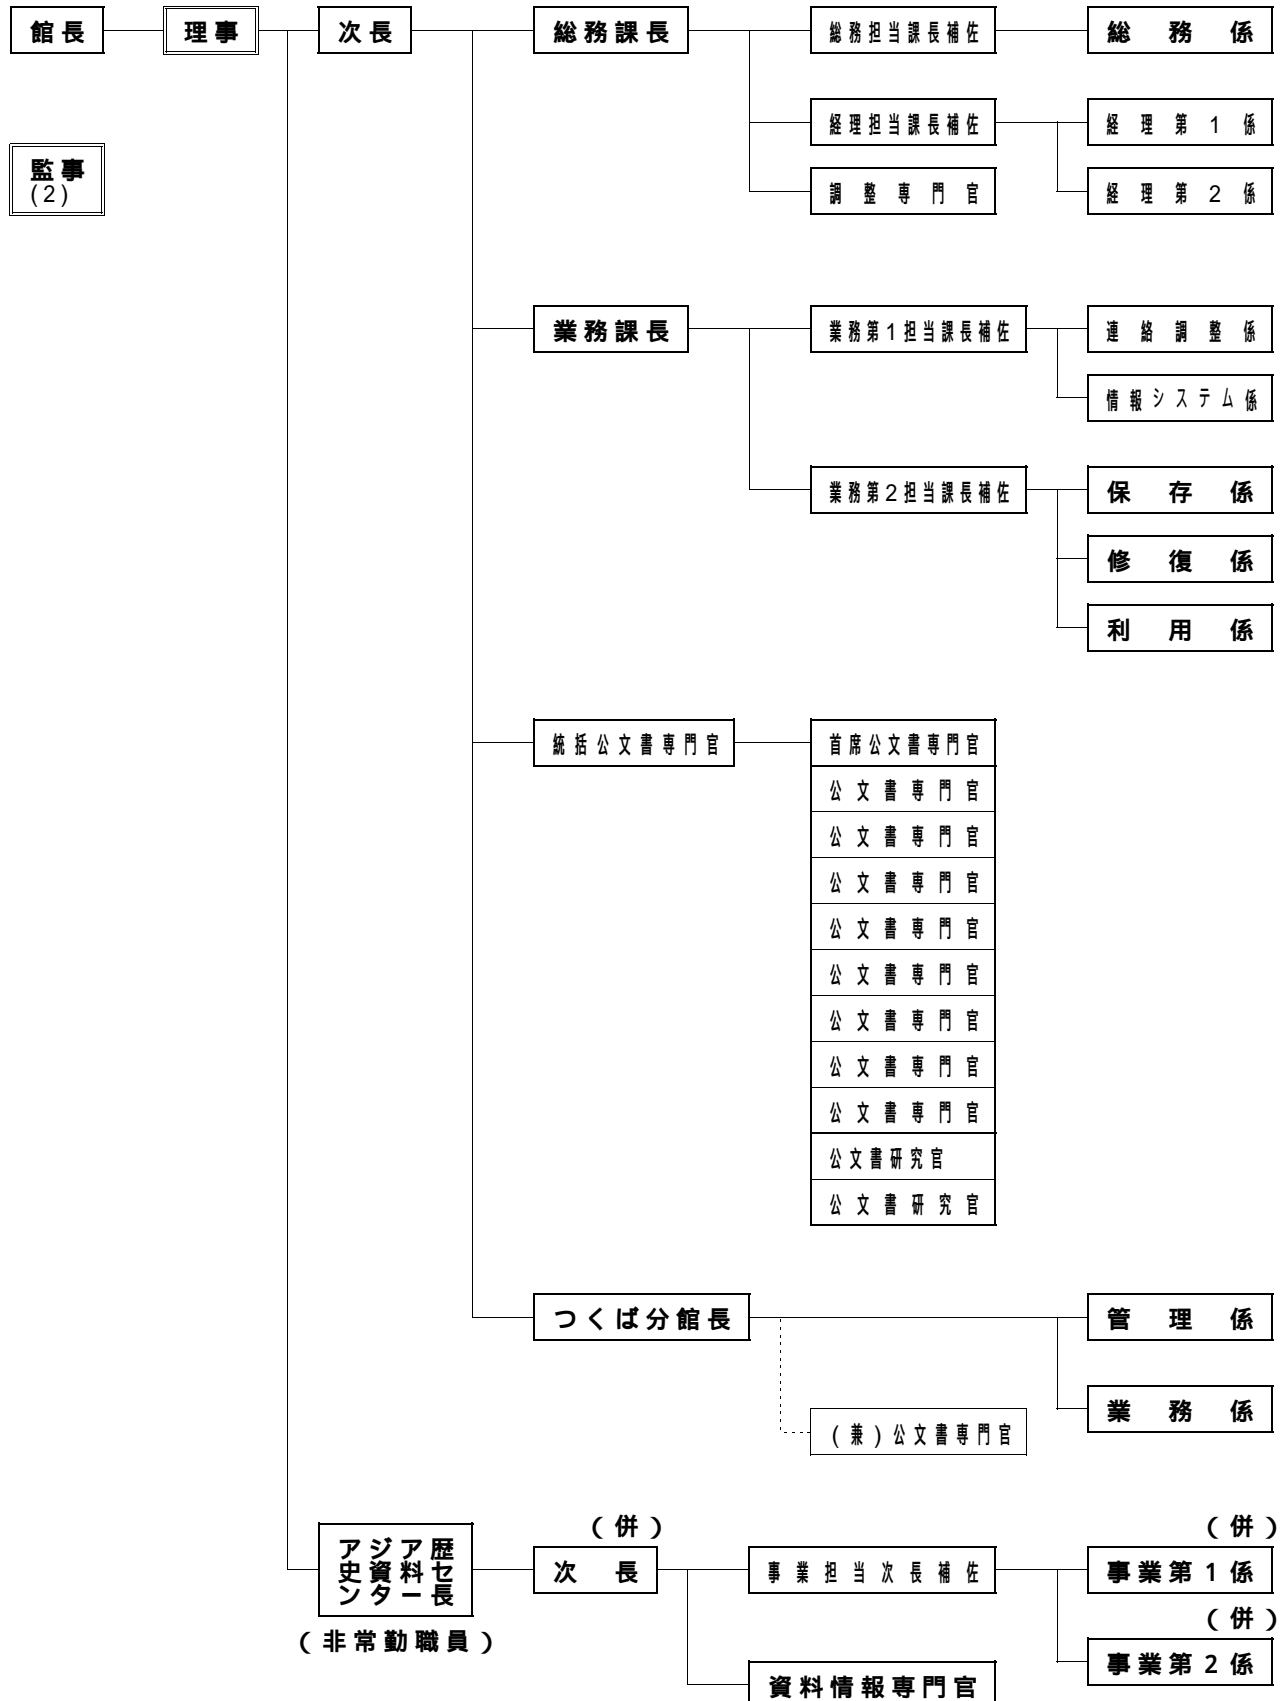 館長 理事 次長 総務課長 総務担当課長補佐 総務係
経理担当課長補佐 経理第1係
監事
(2)
調整専門官 経理第2係
業務課長 業務第1担当課長補佐 連絡調整係
情報システム係
業務第2担当課長補佐 保存係
修復係
利用係
統括公文書専門官 首席公文書専門官
公文書専門官
公文書専門官
公文書専門官
公文書専門官
公文書専門官
公文書専門官
公文書専門官
公文書専門官
公文書研究官
公文書研究官
つくば分館長 管理係
業務係
(兼)公文書専門官
(併) (併)
アジア歴
史資料セ
ンター長
次長 事業担当次長補佐 事業第1係
(併)
(非常勤職員)
事業第2係
資料情報専門官